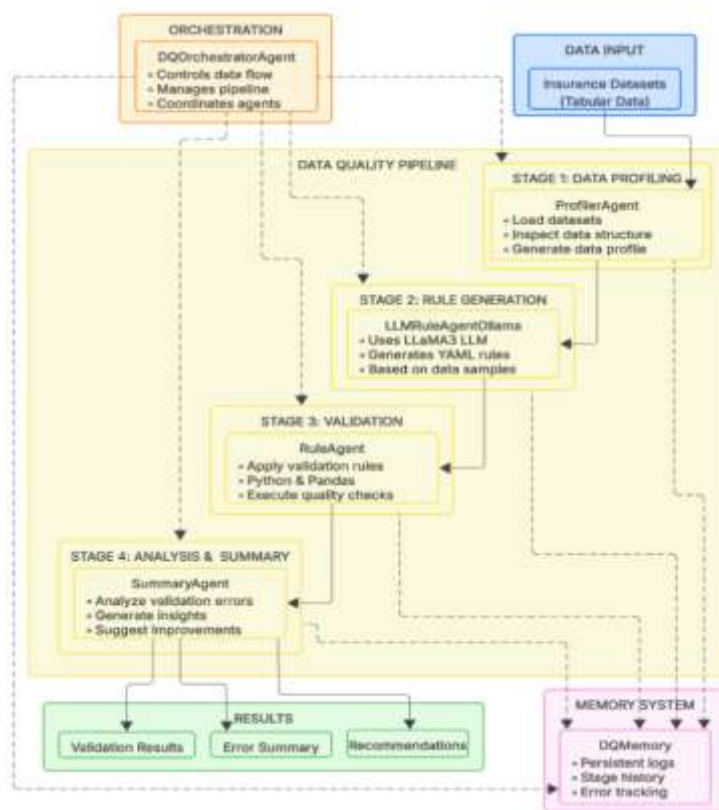 ORCHESTRATION
DQOrchestratorAgent
• Controls data flow
• Manages pipeline
• Coordinates agents
DATA INPUT
Insurance Datasets
(Tabular Data)
DATA QUALITY PIPELINE
STAGE 1: DATA PROFILING
ProfilerAgent
• Load datasets
• Inspect data structure
• Generate data profile
STAGE 2: RULE GENERATION
LLMRuleAgentOllama
• Uses LLaMA3 LLM
• Generates YAML rules
• Based on data samples
STAGE 3: VALIDATION
RuleAgent
• Apply validation rules
• Python & Pandas
• Execute quality checks
STAGE 4: ANALYSIS & SUMMARY
SummaryAgent
• Analyze validation errors
• Generate insights
• Suggest improvements
RESULTS
Validation Results
Error Summary
Recommendations
MEMORY SYSTEM
DQMemory
• Persistent logs
• Stage history
• Error tracking